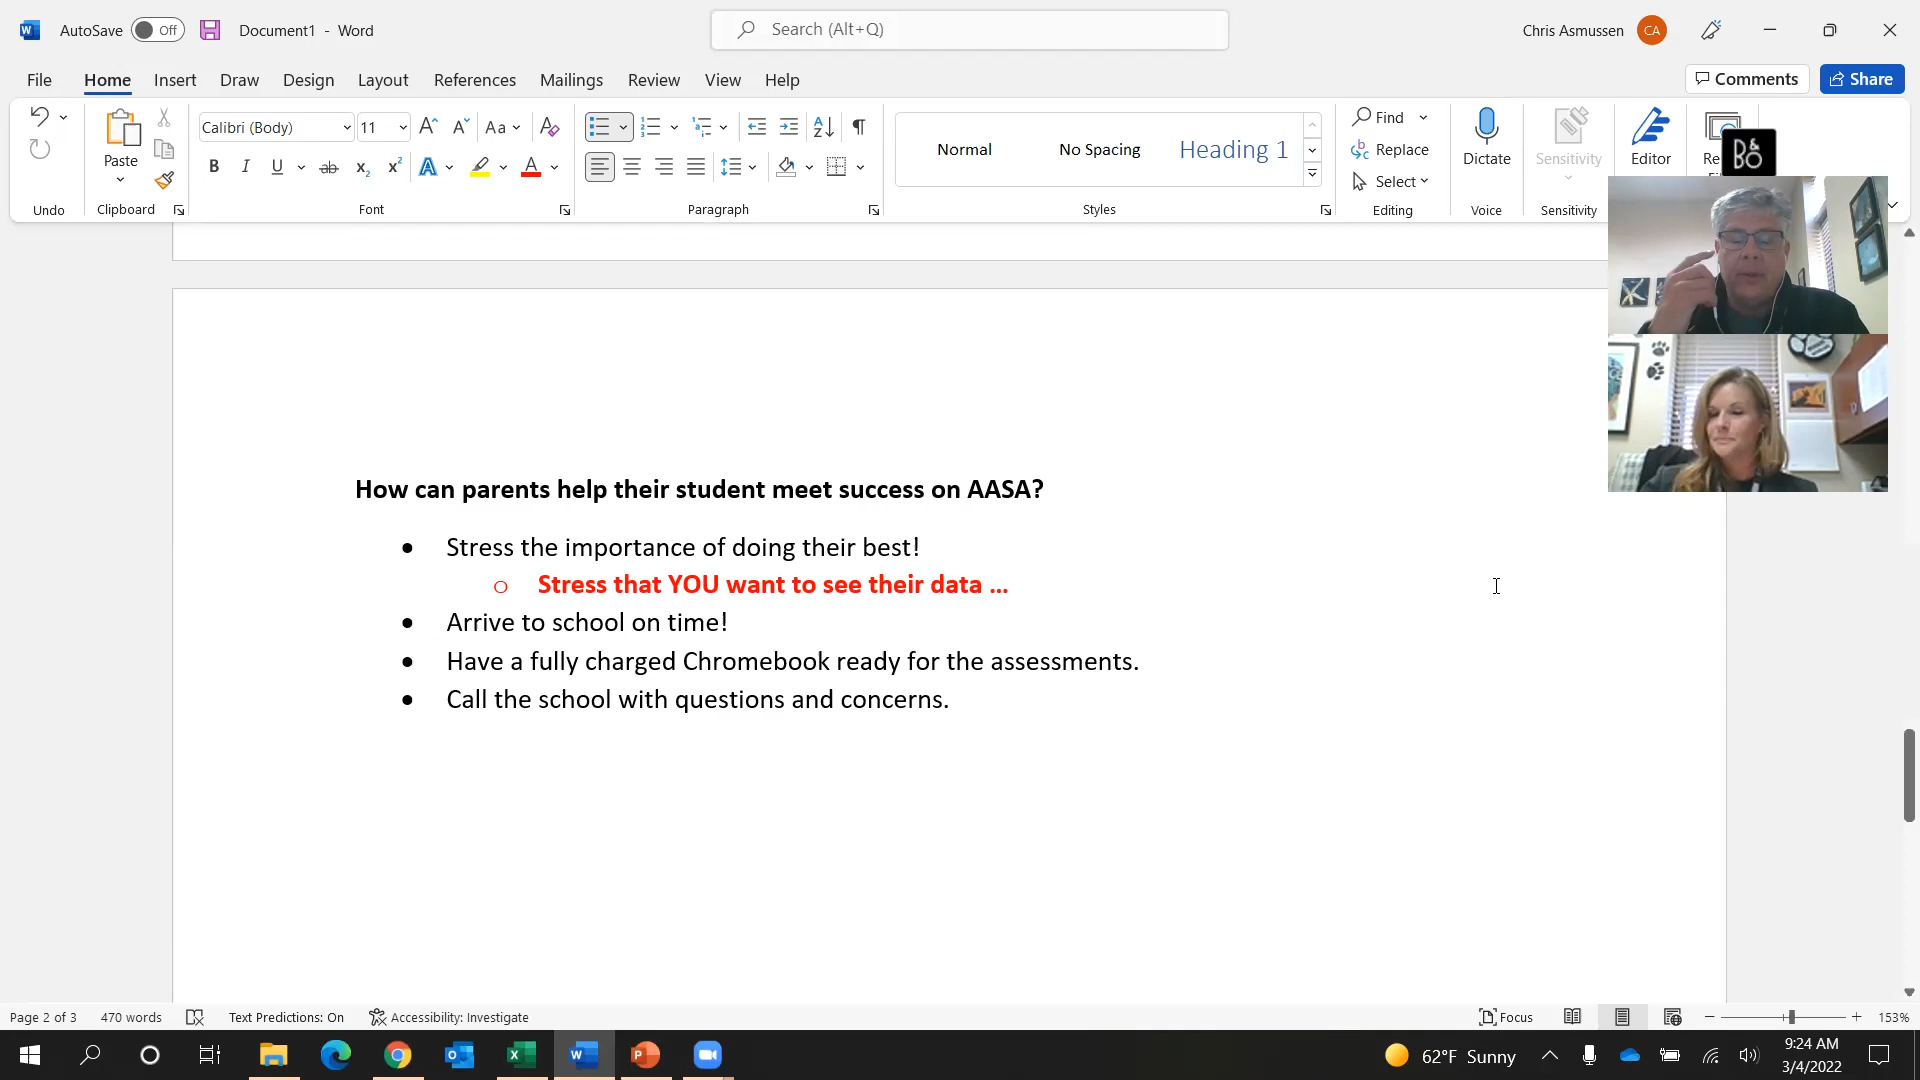 AutoSave Off Document1 - Word Search (Alt+Q) Chris Asmussen CA
File Home Insert Draw Design Layout References Mailings Review View Help Comments Share
Calibri (Body) 11 Aa
Paste
B I U ab x₂ x² A A
Normal No Spacing Heading 1
Find
Replace
Select
Dictate Sensitivity Editor
B&O
Undo Clipboard Font Paragraph Styles Editing Voice Sensitivity
How can parents help their student meet success on AASA?
• Stress the importance of doing their best!
o Stress that YOU want to see their data ...
• Arrive to school on time!
• Have a fully charged Chromebook ready for the assessments.
• Call the school with questions and concerns.
Page 2 of 3 470 words Text Predictions: On Accessibility: Investigate Focus 153%
62°F Sunny 9:24 AM
3/4/2022